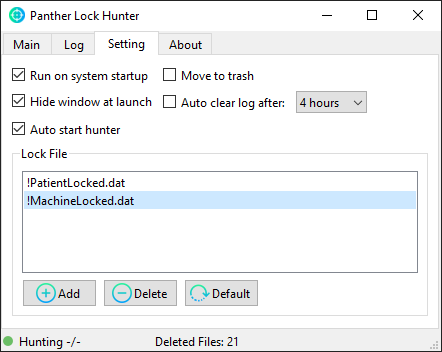 Panther Lock Hunter
Main Log Setting About
Run on system startup Move to trash
Hide window at launch Auto clear log after: 4 hours
Auto start hunter
Lock File
!PatientLocked.dat
!MachineLocked.dat
Add Delete Default
Hunting -/- Deleted Files: 21